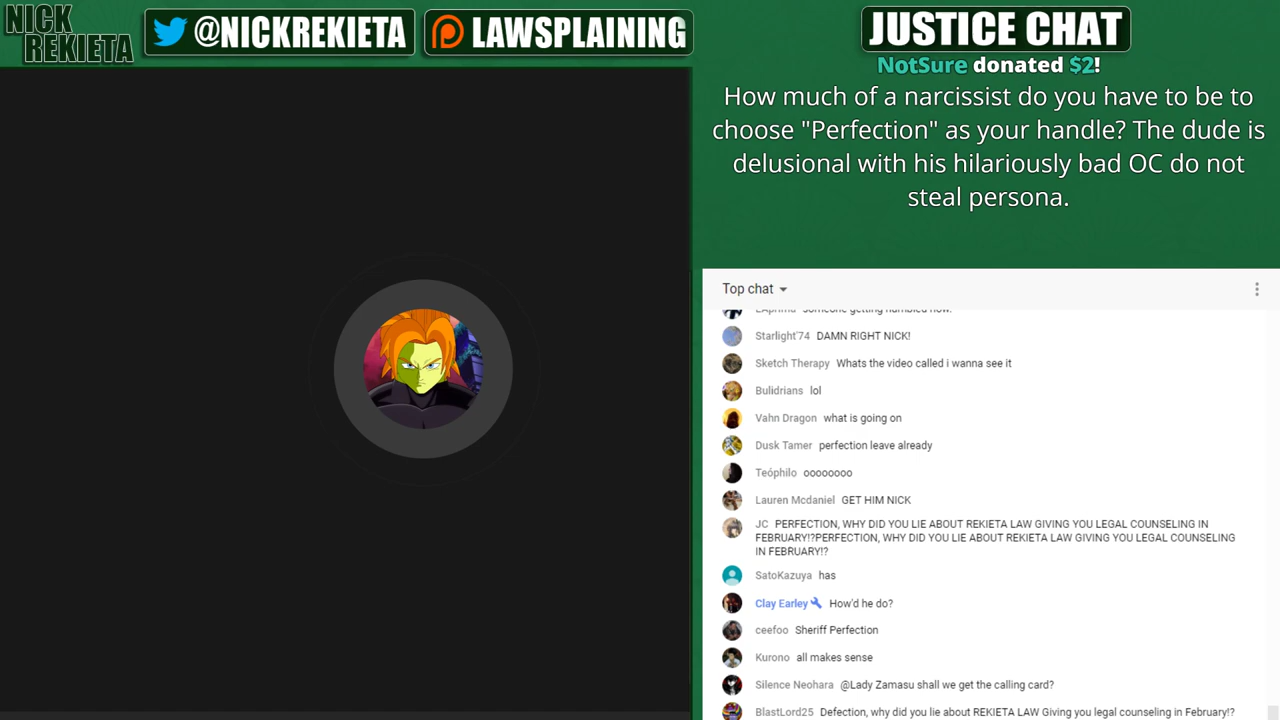 NICK
REKIETA
@NICKREKIETA
LAWSPLAINING
JUSTICE CHAT
NotSure donated $2!
How much of a narcissist do you have to be to
choose "Perfection" as your handle? The dude is
delusional with his hilariously bad OC do not
steal persona.
Top chat
someone getting humbled now.
Starlight'74 DAMN RIGHT NICK!
Sketch Therapy Whats the video called i wanna see it
Bulidrians lol
Vahn Dragon what is going on
Dusk Tamer perfection leave already
Teóphilo oooooooo
Lauren Mcdaniel GET HIM NICK
JC PERFECTION, WHY DID YOU LIE ABOUT REKIETA LAW GIVING YOU LEGAL COUNSELING IN
FEBRUARY!?PERFECTION, WHY DID YOU LIE ABOUT REKIETA LAW GIVING YOU LEGAL COUNSELING
IN FEBRUARY!?
SatoKazuya has
Clay Earley How'd he do?
ceefoo Sheriff Perfection
Kurono all makes sense
Silence Neohara @Lady Zamasu shall we get the calling card?
BlastLord25 Defection, why did you lie about REKIETA LAW Giving you legal counseling in February!?